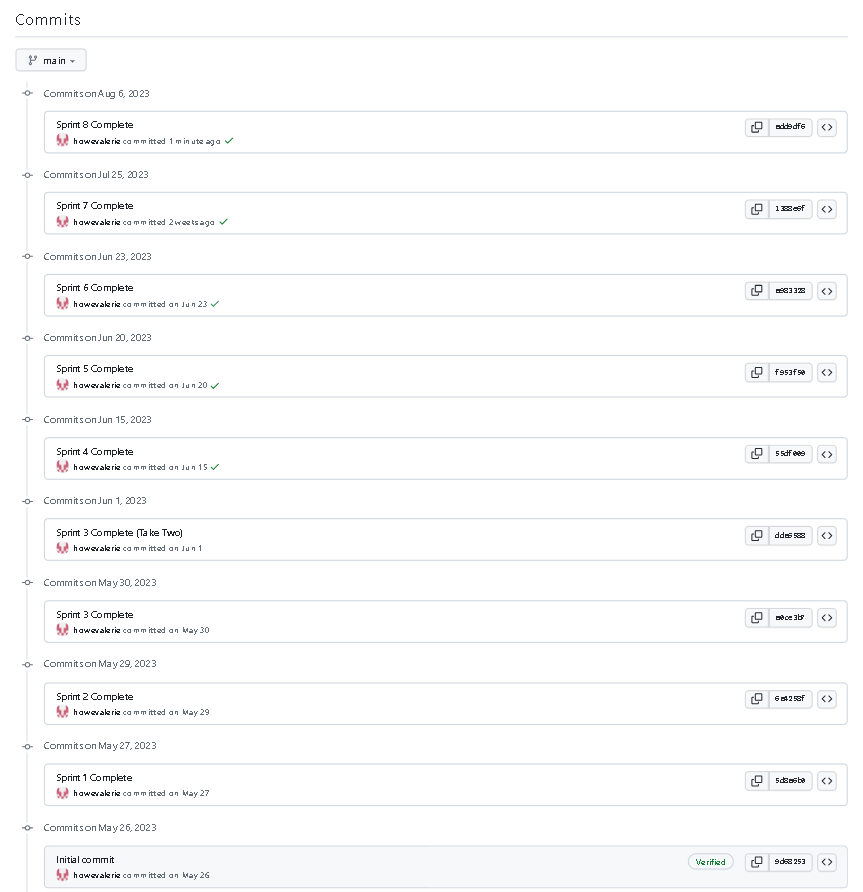 Commits
main
Commits on Aug 6, 2023
Sprint 8 Complete
howevalerie committed 1 minute ago
add9df6
Commits on Jul 25, 2023
Sprint 7 Complete
howevalerie committed 2 weeks ago
1388e6f
Commits on Jun 23, 2023
Sprint 6 Complete
howevalerie committed on Jun 23
a983328
Commits on Jun 20, 2023
Sprint 5 Complete
howevalerie committed on Jun 20
f953f50
Commits on Jun 15, 2023
Sprint 4 Complete
howevalerie committed on Jun 15
55df009
Commits on Jun 1, 2023
Sprint 3 Complete (Take Two)
howevalerie committed on Jun 1
Commits on May 30, 2023
Sprint 3 Complete
howevalerie committed on May 30
Commits on May 29, 2023
Sprint 2 Complete
howevalerie committed on May 29
Commits on May 27, 2023
Sprint 1 Complete
howevalerie committed on May 27
Commits on May 26, 2023
Initial commit
howevalerie committed on May 26
Verified
9d68253